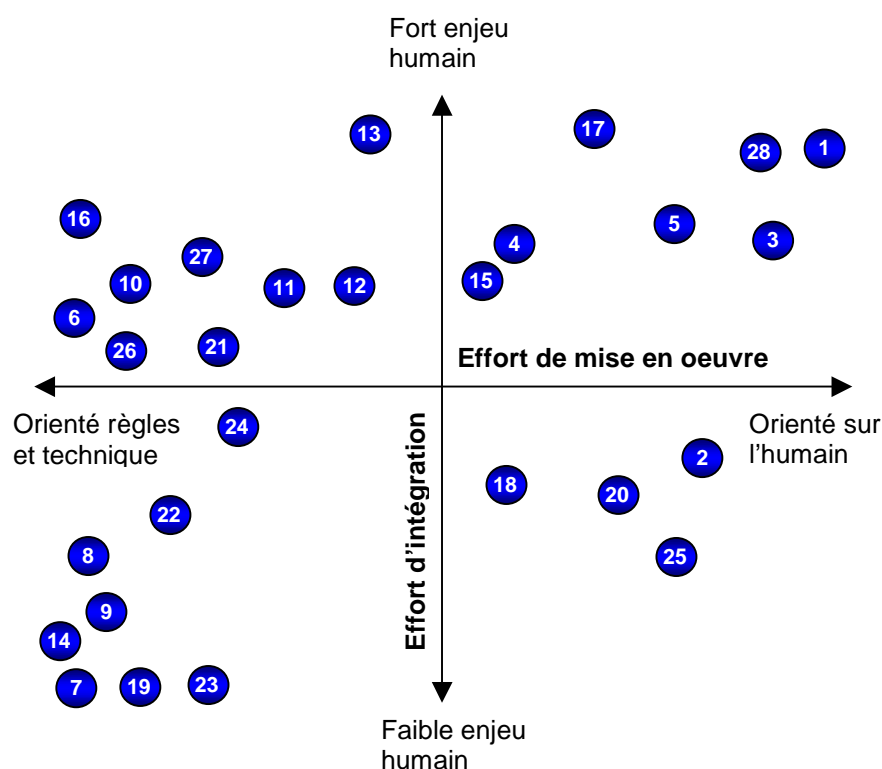 Fort enjeu
humain
13
17
28
1
16
5
4
3
27
15
10
11
12
6
26
21
Effort de mise en oeuvre
Orienté règles
et technique
24
Orienté sur
l'humain
2
18
20
22
Effort d'intégration
8
25
9
14
7
19
23
Faible enjeu
humain